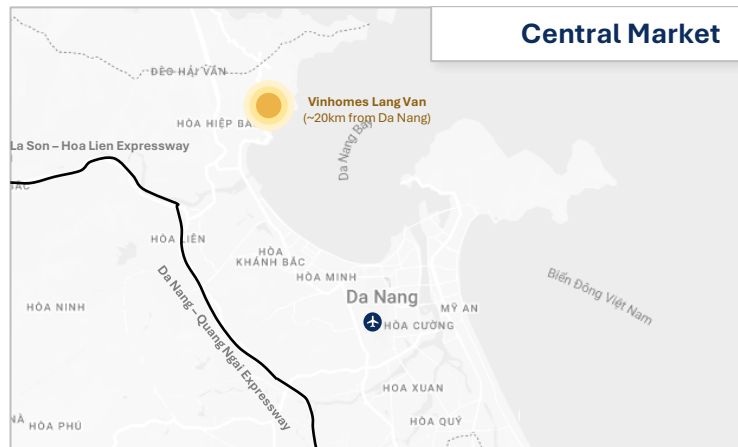 Central Market
ĐÈO HẢI VÂN
Vinhomes Lang Van
(~20km from Da Nang)
HÒA HIỆP BẮ
La Son – Hoa Lien Expressway
Da Nang Bay
HÒA LIÊN
HÒA
KHÁNH BẮC
HÒA MINH
Da Nang – Quang Ngai Expressway
Biển Đông Việt Nam
HÒA NINH
Da Nang
MỸ AN
HÒA CƯỜNG
HOA XUAN
HÒA PHÚ
HÒA QUÝ